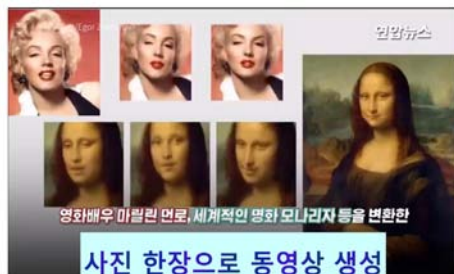 연합뉴스
영화배우 마릴린 먼로, 세계적인 명화 모나리자 등을 변환한
사진 한장으로 동영상 생성